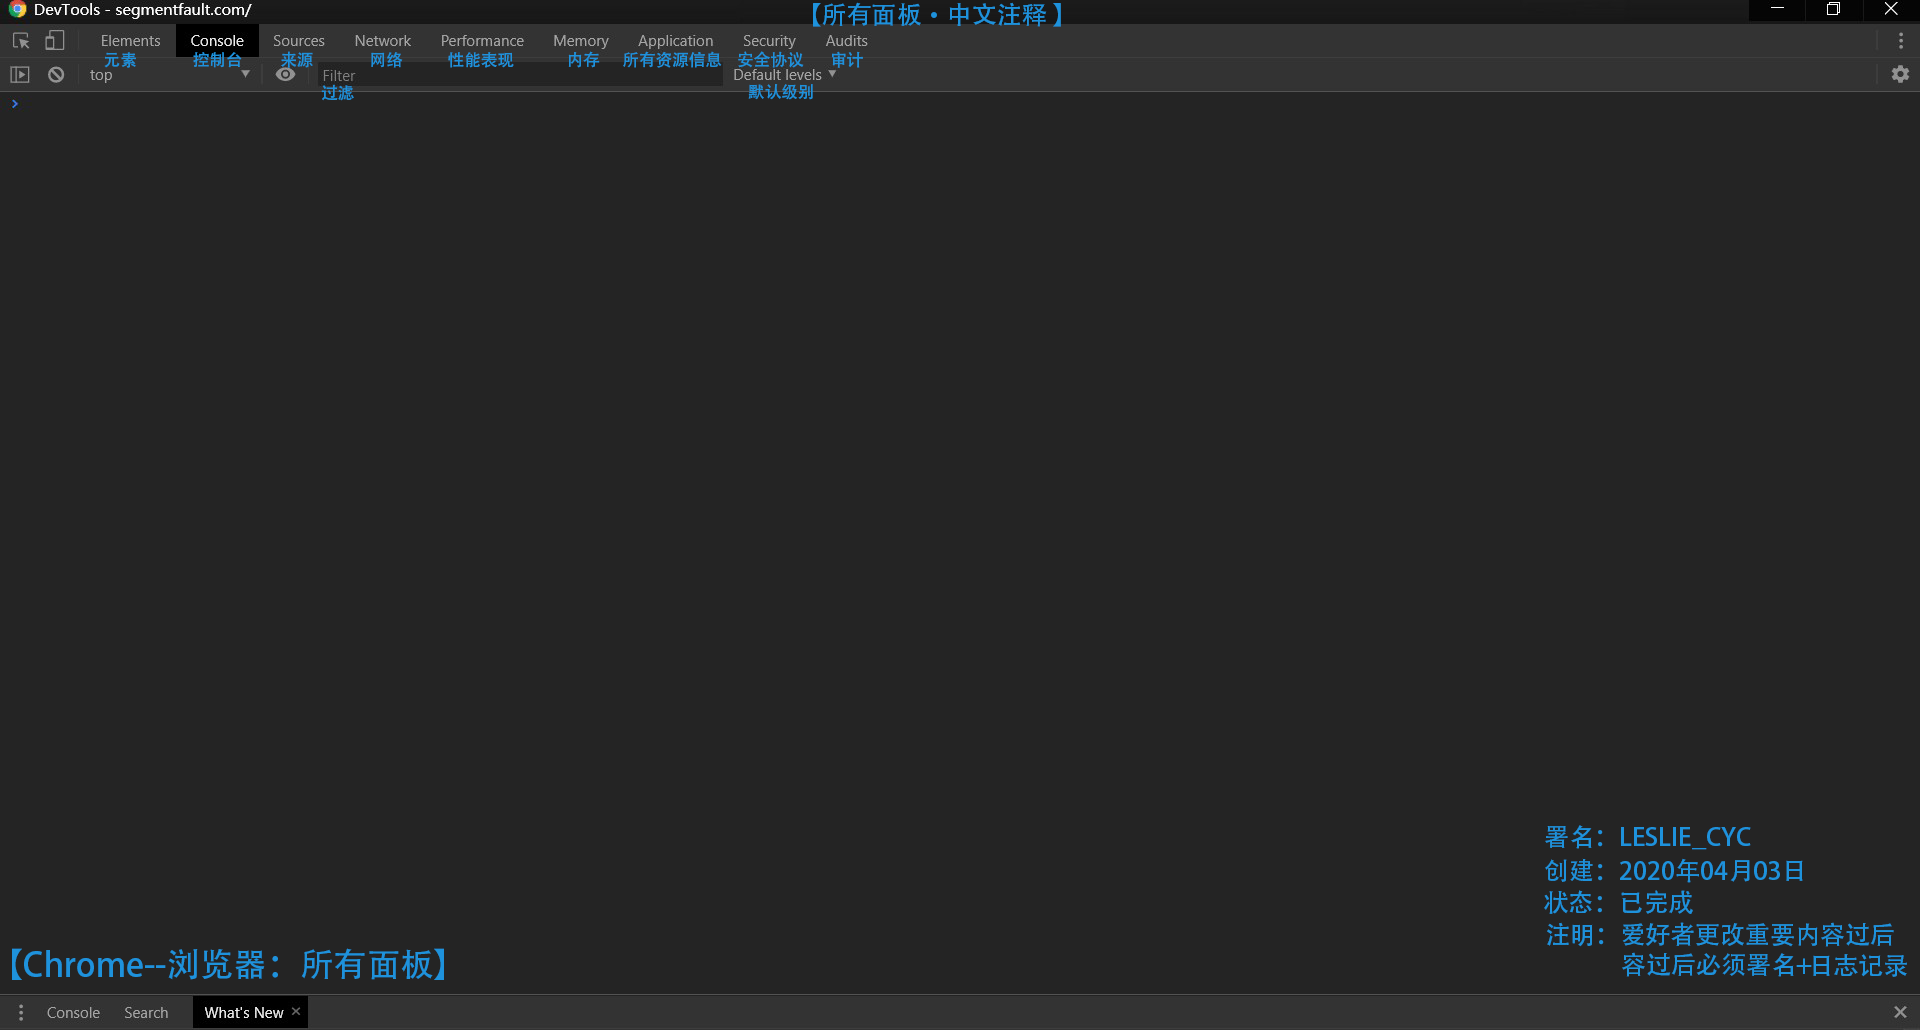 DevTools - segmentfault.com/
【所有面板·中文注释 】
Elements Console Sources Network Performance Memory Application Security Audits
元素 控制台 来源 网络 性能表现 内存 所有资源信息 安全协议 审计
top Filter Default levels
过滤 默认级别
署名：LESLIE_CYC
创建：2020年04月03日
状态：已完成
注明：爱好者更改重要内容过后
容过后必须署名+日志记录
【Chrome--浏览器：所有面板】
Console Search What's New